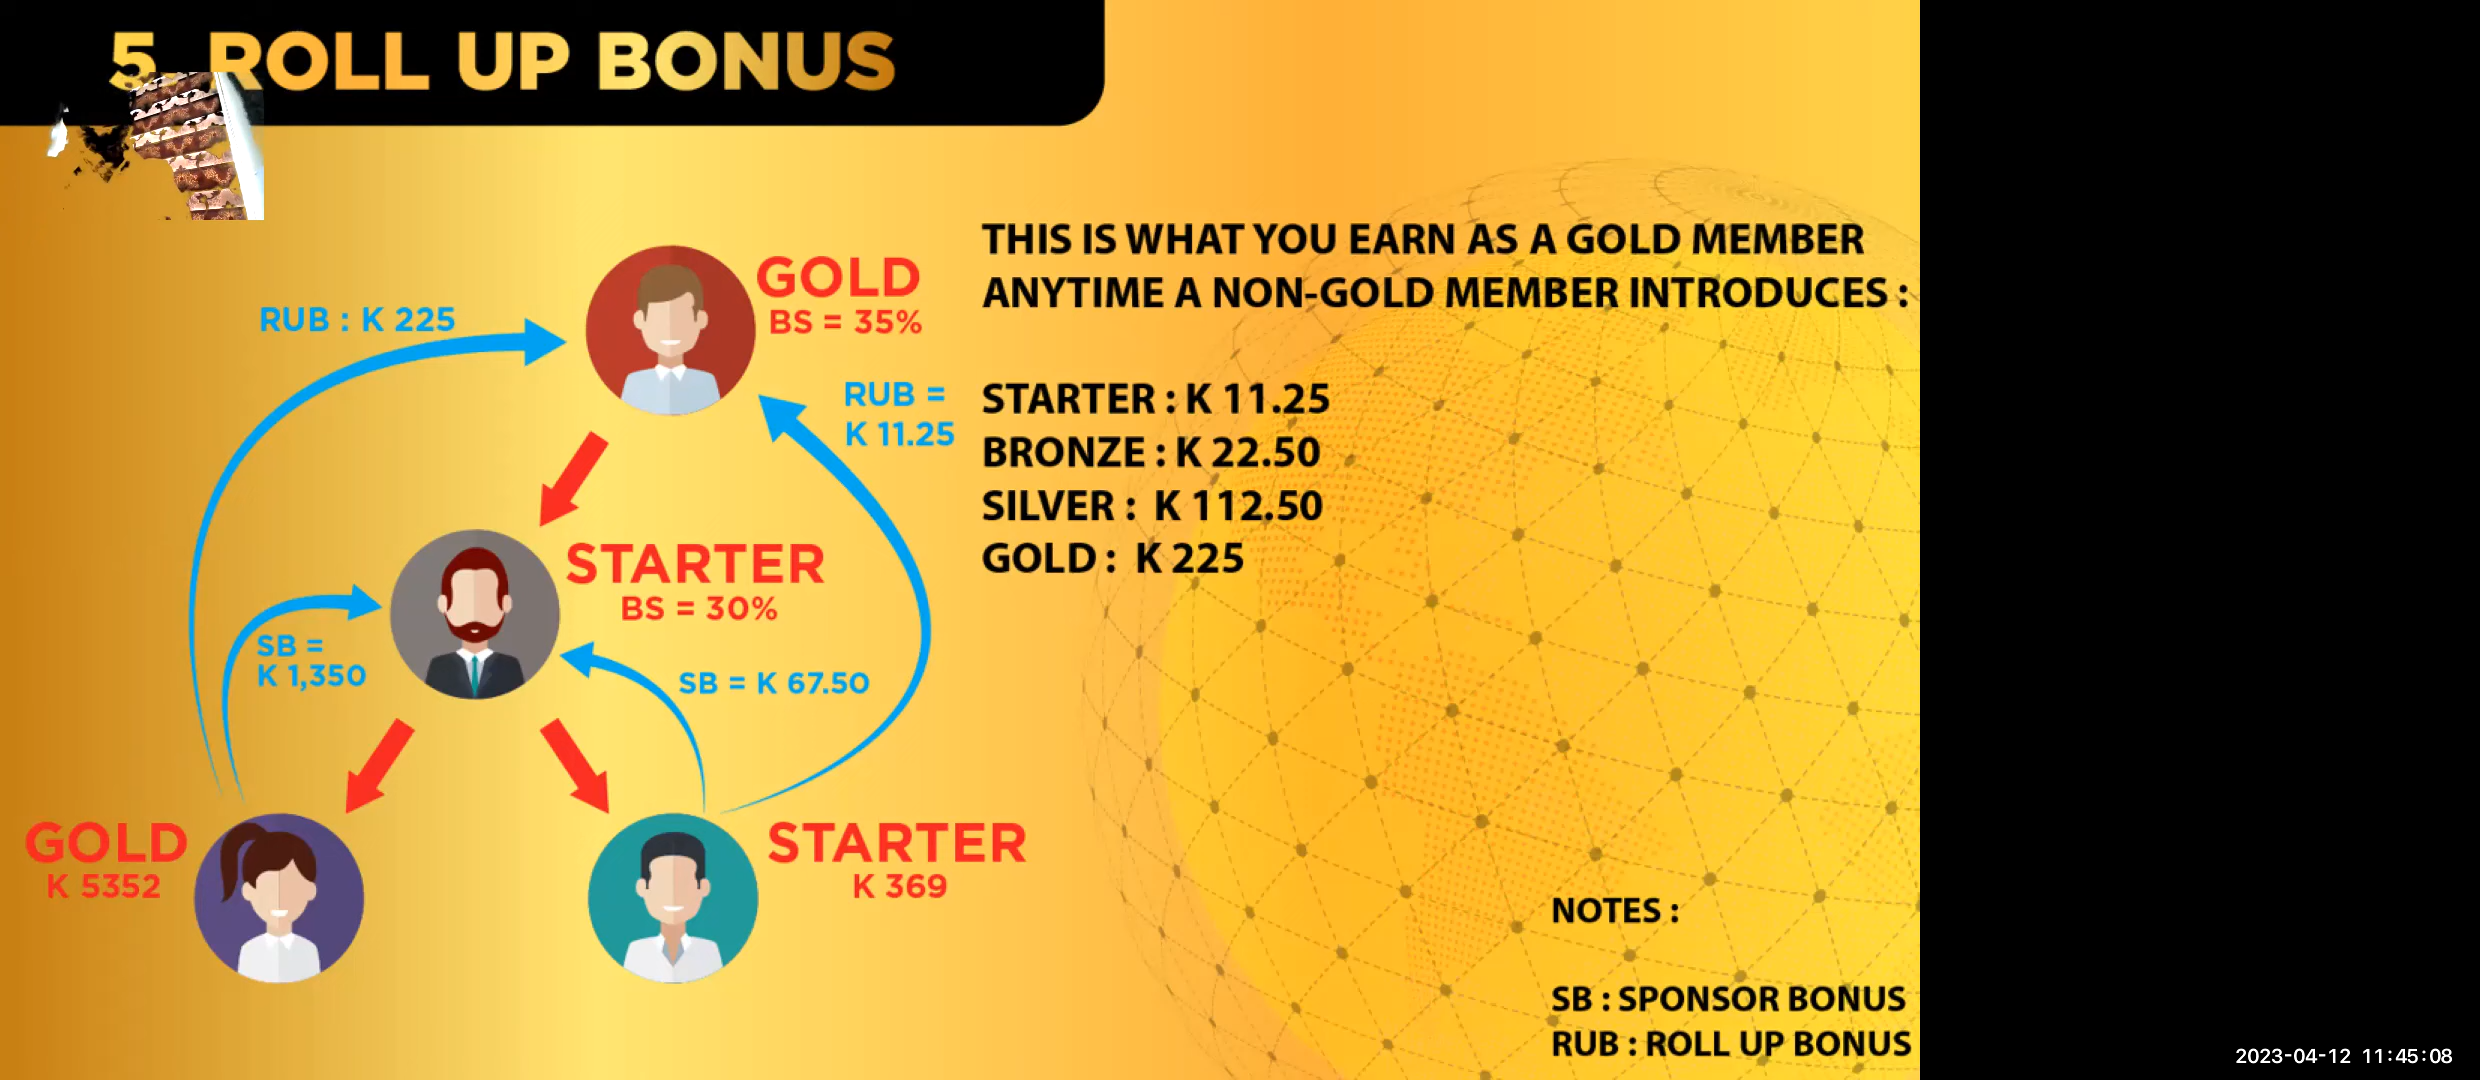 5. ROLL UP BONUS
THIS IS WHAT YOU EARN AS A GOLD MEMBER
ANYTIME A NON-GOLD MEMBER INTRODUCES :
STARTER : K 11.25
BRONZE : K 22.50
SILVER : K 112.50
GOLD : K 225
GOLD
BS = 35%
RUB : K 225
RUB =
K 11.25
STARTER
BS = 30%
SB =
K 1,350
SB = K 67.50
GOLD
K 5352
STARTER
K 369
NOTES :
SB : SPONSOR BONUS
RUB : ROLL UP BONUS
2023-04-12 11:45:08